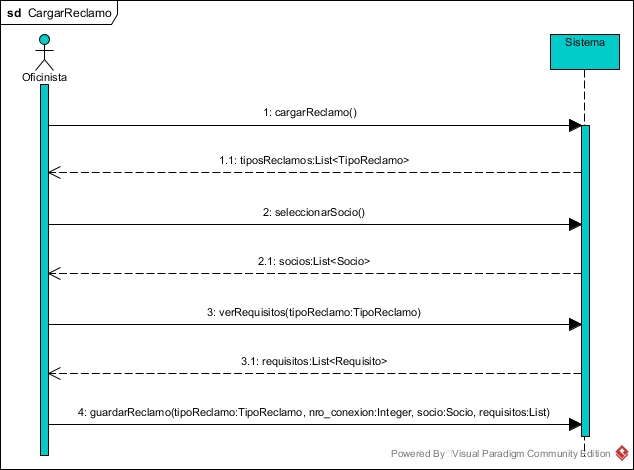 sd CargarReclamo
Oficinista
Sistema
1: cargarReclamo()
1.1: tiposReclamos:List<TipoReclamo>
2: seleccionarSocio()
2.1: socios:List<Socio>
3: verRequisitos(tipoReclamo:TipoReclamo)
3.1: requisitos:List<Requisito>
4: guardarReclamo(tipoReclamo:TipoReclamo, nro_conexion:Integer, socio:Socio, requisitos:List)
Powered By Visual Paradigm Community Edition